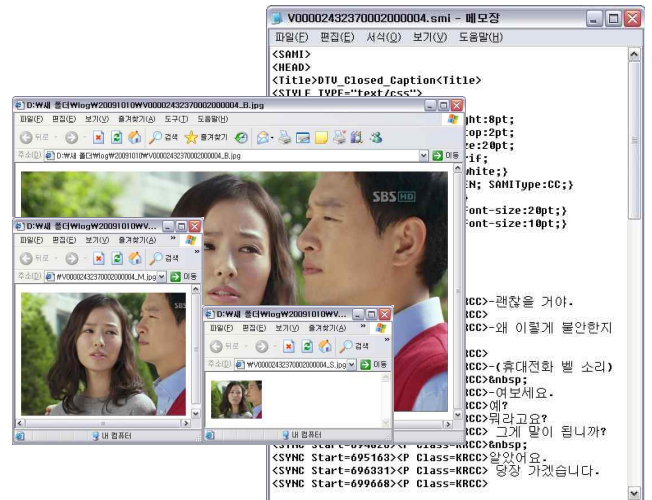 V00002432370002000004.smi - 메모장
파일(F) 편집(E) 서식(O) 보기(V) 도움말(H)
<SAMI>
<HEAD>
<Title>DTV_Closed_Caption<Title>
<STYLE TYPE="text/css">
D:₩새 폴더₩log₩20091010₩V00002432370002000004_B.jpg
파일(F) 편집(E) 보기(V) 즐겨찾기(A) 도구(T) 도움말(H)
뒤로 검색 즐겨찾기
주소(D) D:₩새 폴더₩log₩20091010₩V00002432370002000004_B.jpg 이동
ght:8pt;
top:2pt;
ze:20pt;
rif;
white;}
EN; SAMIType:CC;}
}
font-size:20pt;}
font-size:10pt;}
SBS HD
D:₩새 폴더₩log₩20091010₩V...
파일(F) 편집(E) 보기(V) 즐겨찾기(A) »
뒤로 검색
주소(D) ₩V00002432370002000004_M.jpg 이동
SBS
내 컴퓨터
D:₩새 폴더₩log₩20091010₩V...
파일(F) 편집(E) 보기(V) 즐겨찾기(A) »
뒤로 검색
주소(D) ₩V00002432370002000004_S.jpg 이동
내 컴퓨터
KRCC>-괜찮을 거야.
KRCC>
KRCC>-왜 이렇게 불안한지
KRCC>
KRCC>-(휴대전화 벨 소리)
KRCC>&nbsp;
KRCC>-여보세요.
KRCC>예?
KRCC>뭐라고요?
KRCC> 그게 말이 됩니까?
<SYNC Start=694026><P Class=KRCC>&nbsp;
<SYNC Start=695163><P Class=KRCC>알았어요.
<SYNC Start=696331><P Class=KRCC> 당장 가겠습니다.
<SYNC Start=699668><P Class=KRCC>